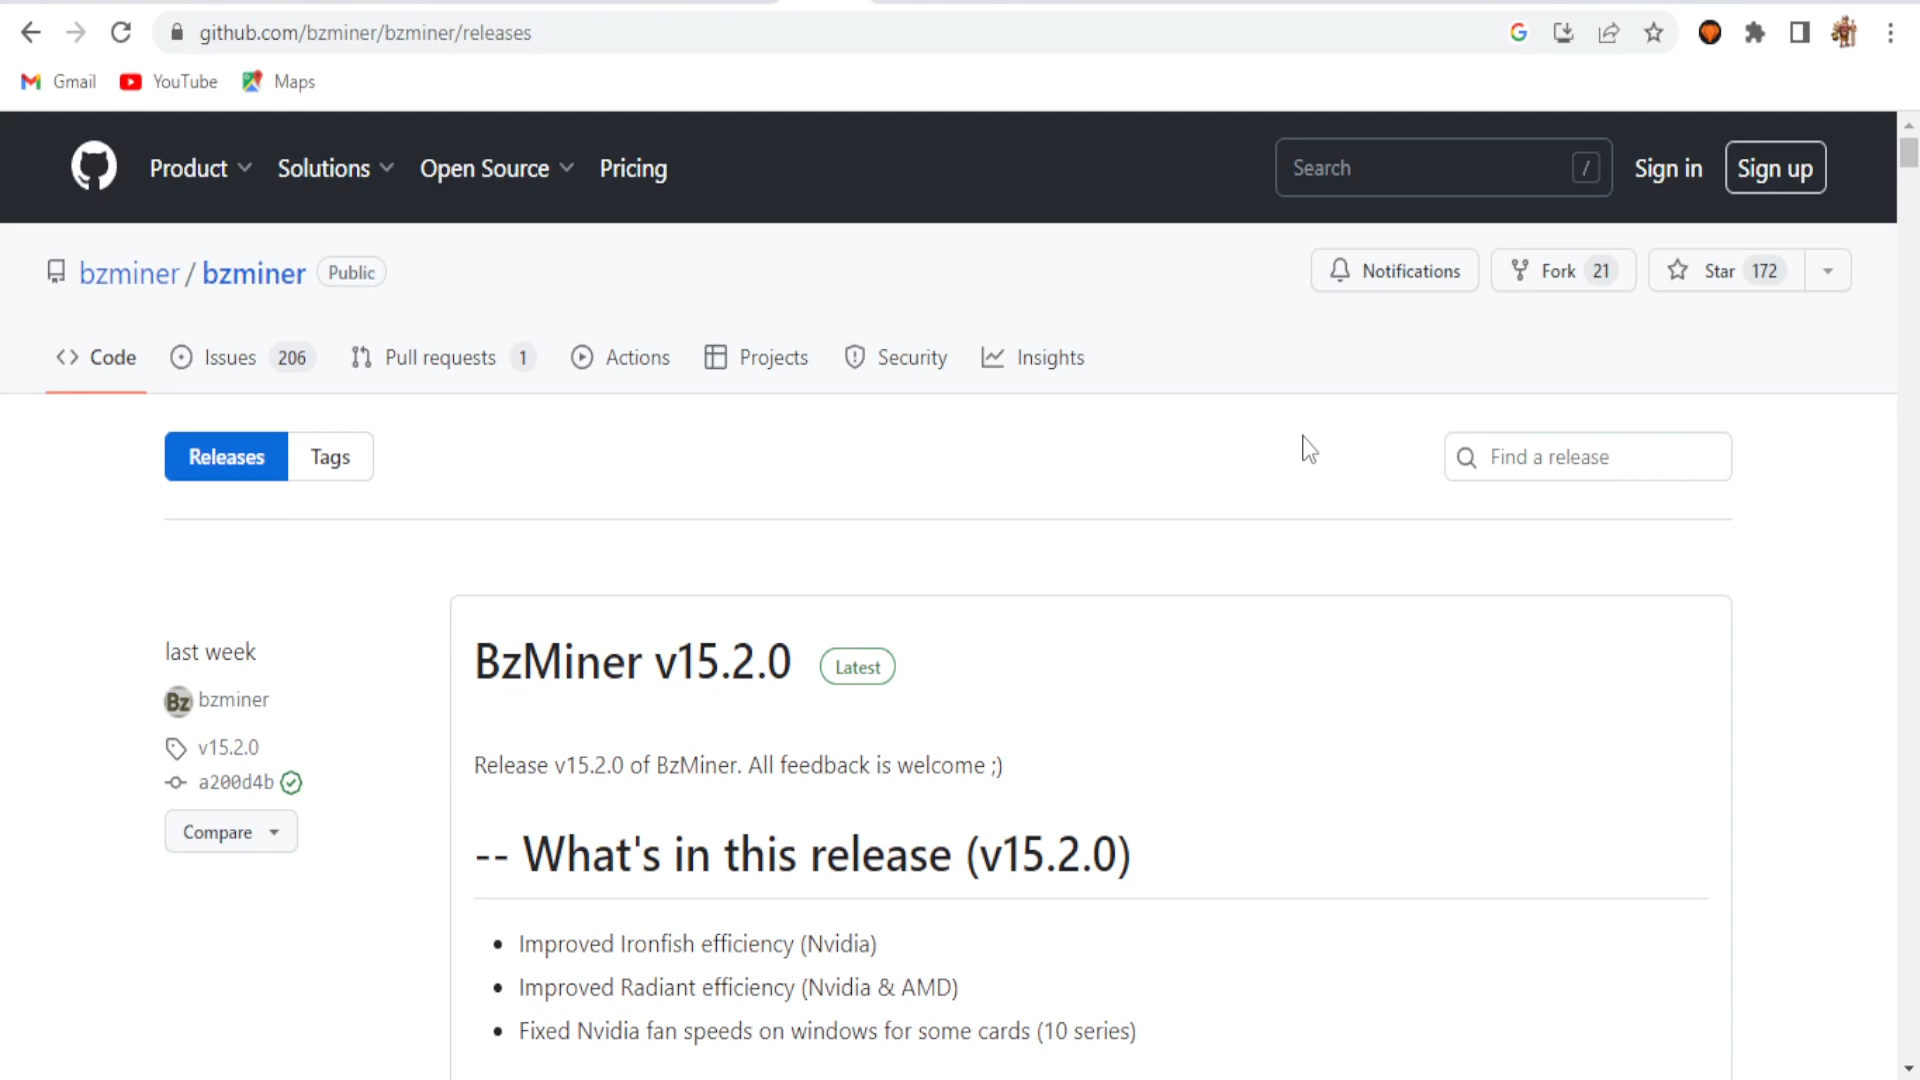 github.com/bzminer/bzminer/releases
Gmail YouTube Maps
Product Solutions Open Source Pricing Search / Sign in Sign up
bzminer / bzminer Public Notifications Fork 21 Star 172
Code Issues 206 Pull requests 1 Actions Projects Security Insights
Releases Tags Find a release
last week
Bz bzminer
v15.2.0
a200d4b
Compare
BzMiner v15.2.0 Latest
Release v15.2.0 of BzMiner. All feedback is welcome ;)
-- What's in this release (v15.2.0)
• Improved Ironfish efficiency (Nvidia)
• Improved Radiant efficiency (Nvidia & AMD)
• Fixed Nvidia fan speeds on windows for some cards (10 series)